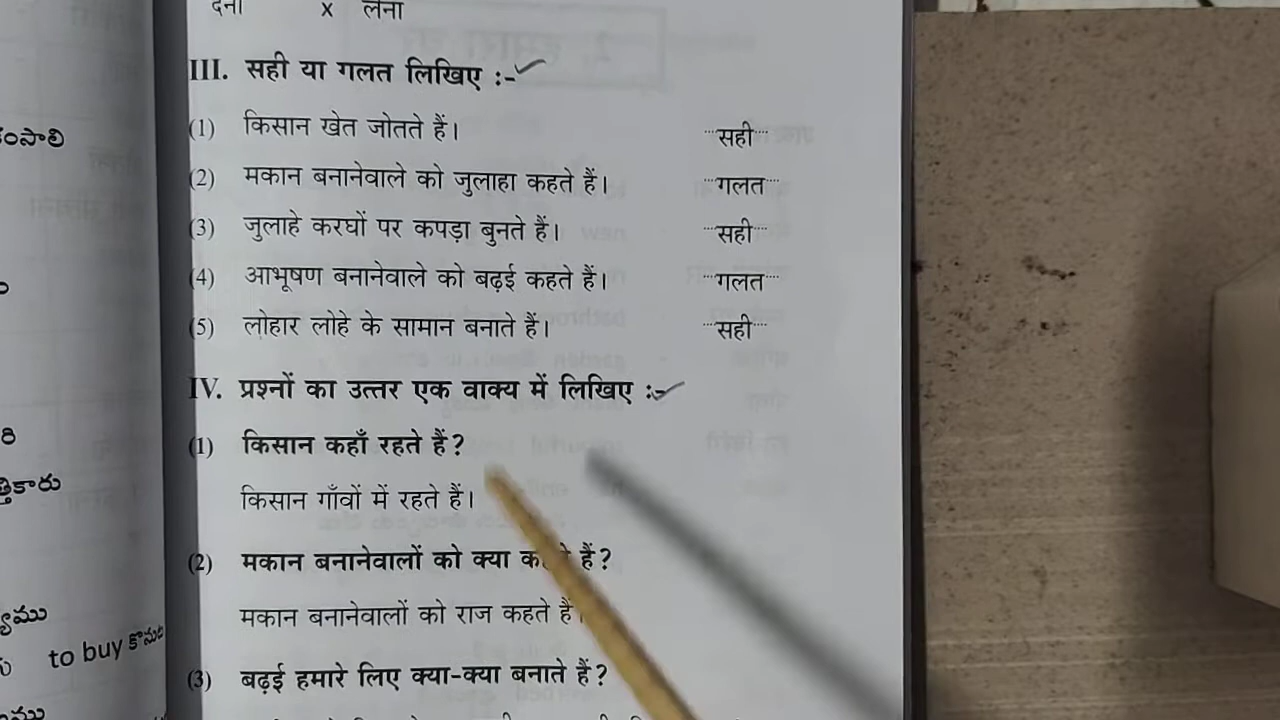 देना x लेना
III. सही या गलत लिखिए :-
(1) किसान खेत जोतते हैं। सही
(2) मकान बनानेवाले को जुलाहा कहते हैं। गलत
(3) जुलाहे करघों पर कपड़ा बुनते हैं। सही
(4) आभूषण बनानेवाले को बढ़ई कहते हैं। गलत
(5) लोहार लोहे के सामान बनाते हैं। सही
IV. प्रश्नों का उत्तर एक वाक्य में लिखिए :-
(1) किसान कहाँ रहते हैं?
किसान गाँवों में रहते हैं।
(2) मकान बनानेवालों को क्या कहते हैं?
मकान बनानेवालों को राज कहते हैं।
to buy కొనుట
(3) बढ़ई हमारे लिए क्या-क्या बनाते हैं?